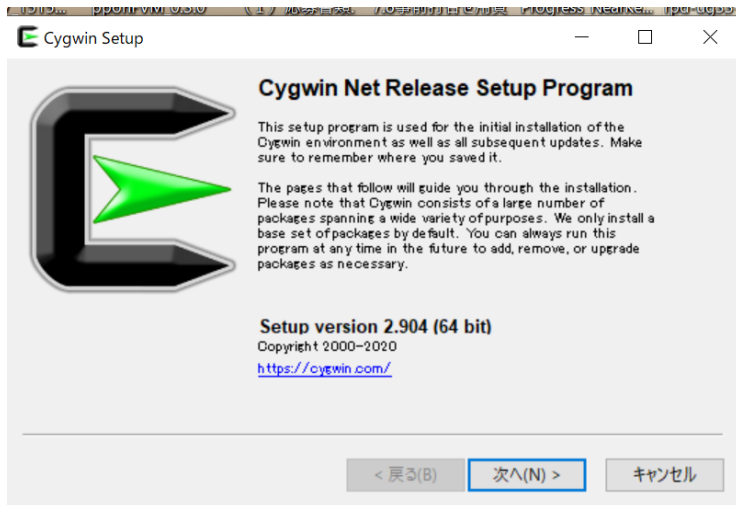 ppohFVM 0.3.0
Cygwin Setup
Cygwin Net Release Setup Program
This setup program is used for the initial installation of the
Cygwin environment as well as all subsequent updates. Make
sure to remember where you saved it.
The pages that follow will guide you through the installation.
Please note that Cygwin consists of a large number of
packages spanning a wide variety of purposes. We only install a
base set of packages by default. You can always run this
program at any time in the future to add, remove, or upgrade
packages as necessary.
Setup version 2.904 (64 bit)
Copyright 2000-2020
https://cygwin.com/
< 戻る(B)
次へ(N) >
キャンセル